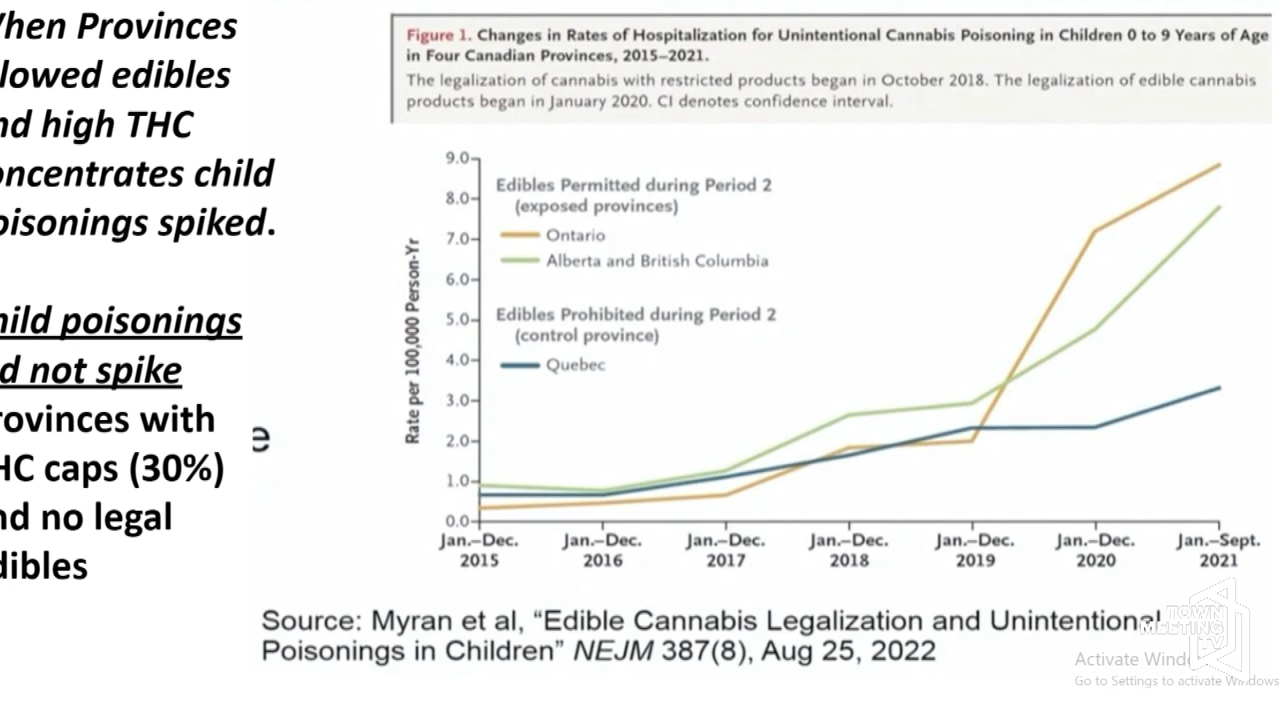 hen Provinces
lowed edibles
nd high THC
oncentrates child
oisonings spiked.
hild poisonings
d not spike
rovinces with
HC caps (30%)
nd no legal
dibles
e
Figure 1. Changes in Rates of Hospitalization for Unintentional Cannabis Poisoning in Children 0 to 9 Years of Age
in Four Canadian Provinces, 2015–2021.
The legalization of cannabis with restricted products began in October 2018. The legalization of edible cannabis
products began in January 2020. CI denotes confidence interval.
Rate per 100,000 Person-Yr
9.0
8.0
7.0
6.0
5.0
4.0
3.0
2.0
1.0
0.0
Edibles Permitted during Period 2
(exposed provinces)
Ontario
Alberta and British Columbia
Edibles Prohibited during Period 2
(control province)
Quebec
Jan.–Dec. Jan.–Dec. Jan.–Dec. Jan.–Dec. Jan.–Dec. Jan.–Dec. Jan.–Sept.
2015 2016 2017 2018 2019 2020 2021
Source: Myran et al, “Edible Cannabis Legalization and Unintentional
Poisonings in Children” NEJM 387(8), Aug 25, 2022
TOWN
MEETING
TV
Activate Windo
Go to Settings to activate Windows